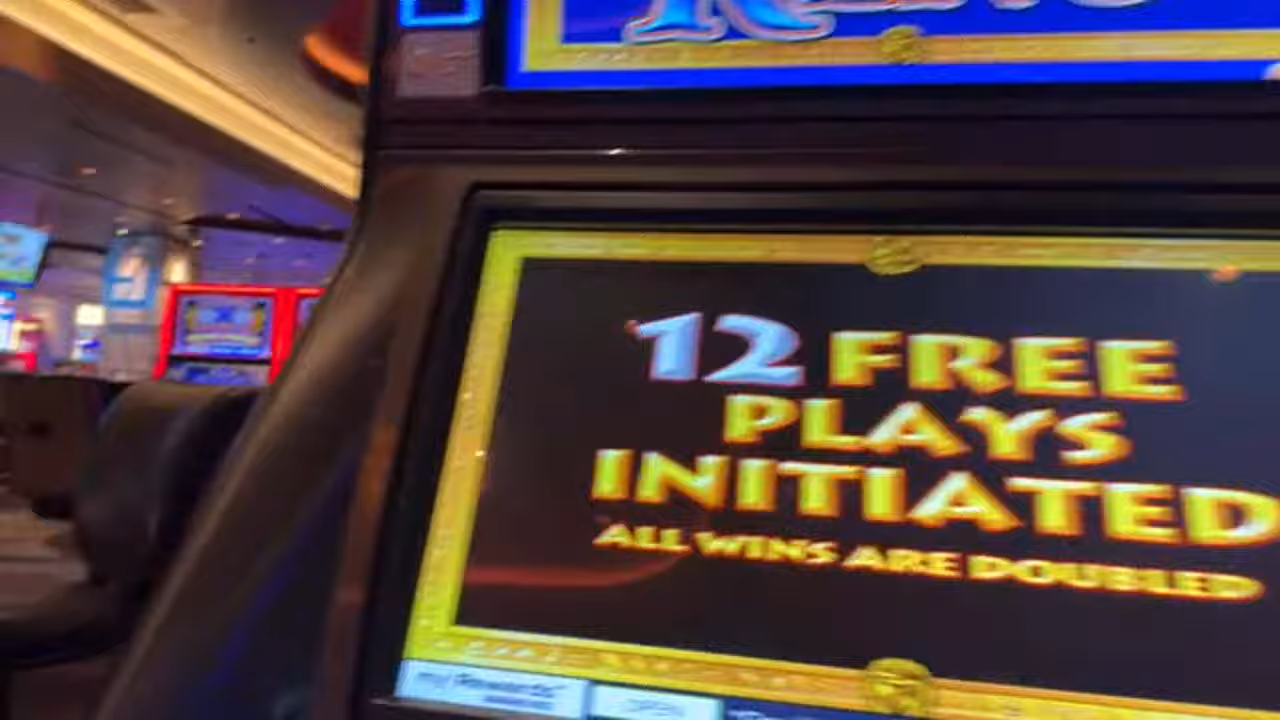 12 FREE
PLAYS
INITIATED
ALL WINS ARE DOUBLED